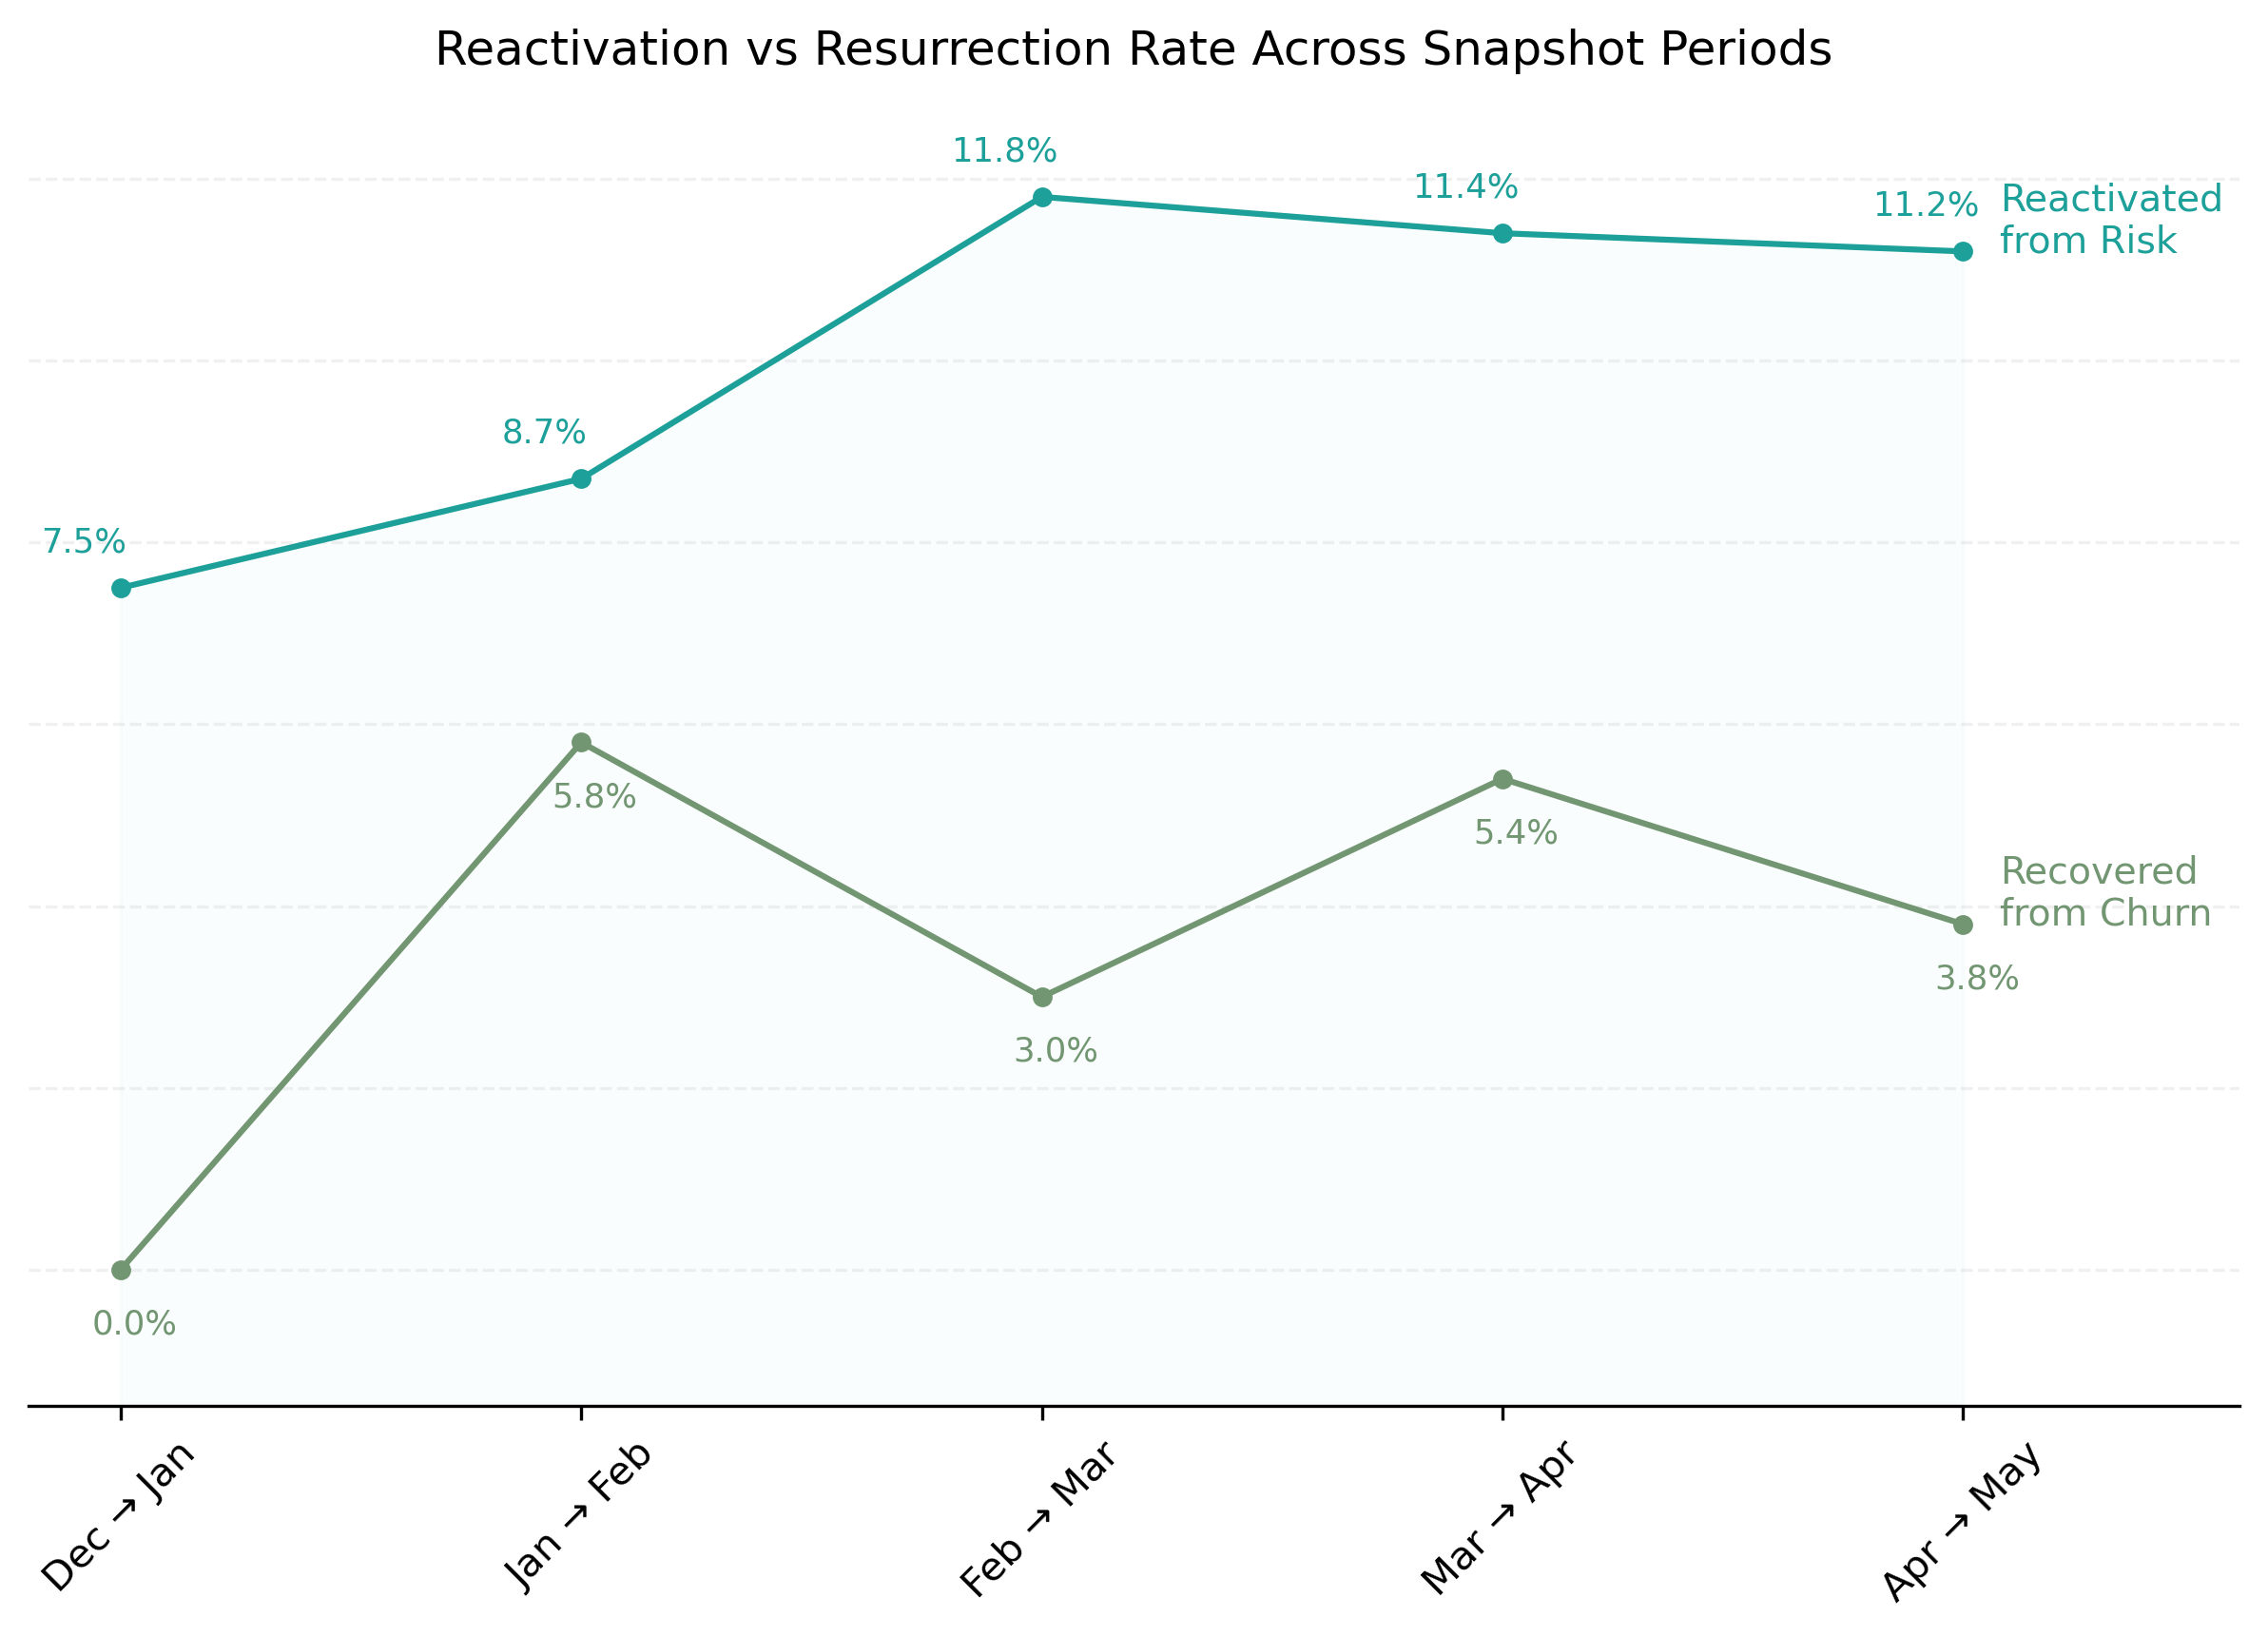 Reactivation vs Resurrection Rate Across Snapshot Periods
11.8%
11.4%
11.2%
Reactivated
from Risk
8.7%
7.5%
5.8%
5.4%
Recovered
from Churn
3.8%
3.0%
0.0%
Dec → Jan
Jan → Feb
Feb → Mar
Mar → Apr
Apr → May